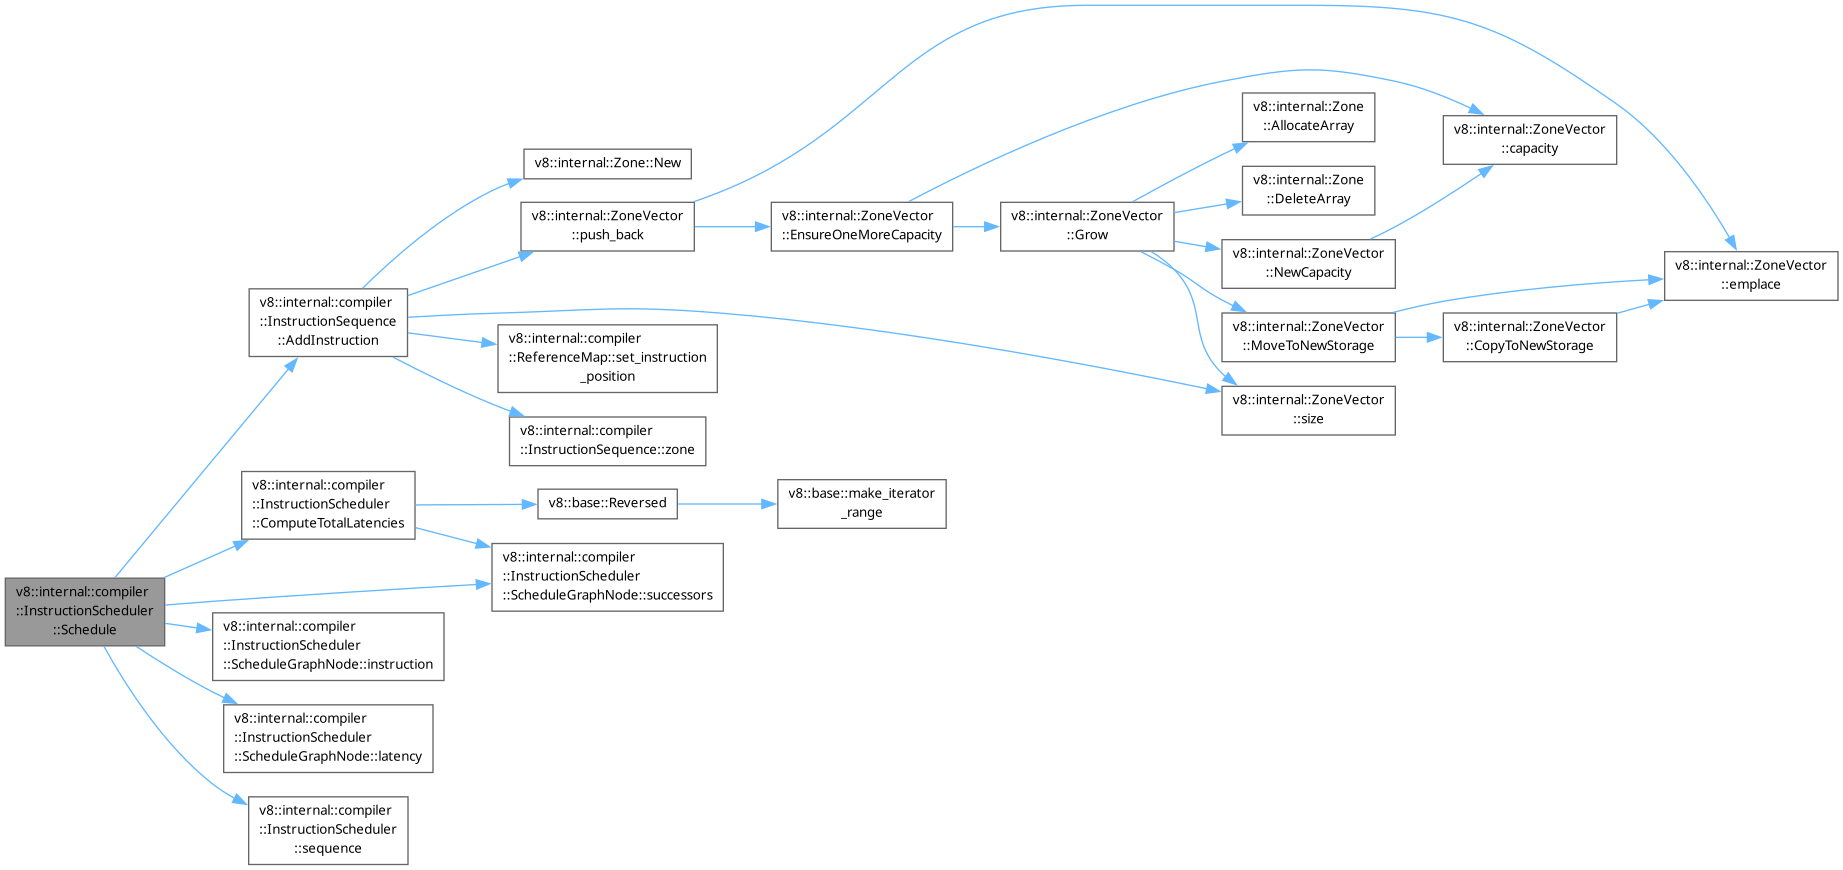 v8::internal::compiler
::InstructionScheduler
::Schedule
v8::internal::compiler
::InstructionSequence
::AddInstruction
v8::internal::Zone::New
v8::internal::ZoneVector
::push_back
v8::internal::ZoneVector
::EnsureOneMoreCapacity
v8::internal::ZoneVector
::Grow
v8::internal::Zone
::AllocateArray
v8::internal::Zone
::DeleteArray
v8::internal::ZoneVector
::NewCapacity
v8::internal::ZoneVector
::MoveToNewStorage
v8::internal::ZoneVector
::size
v8::internal::ZoneVector
::capacity
v8::internal::ZoneVector
::CopyToNewStorage
v8::internal::ZoneVector
::emplace
v8::internal::compiler
::ReferenceMap::set_instruction
_position
v8::internal::compiler
::InstructionSequence::zone
v8::internal::compiler
::InstructionScheduler
::ComputeTotalLatencies
v8::base::Reversed
v8::base::make_iterator
_range
v8::internal::compiler
::InstructionScheduler
::ScheduleGraphNode::successors
v8::internal::compiler
::InstructionScheduler
::ScheduleGraphNode::instruction
v8::internal::compiler
::InstructionScheduler
::ScheduleGraphNode::latency
v8::internal::compiler
::InstructionScheduler
::sequence